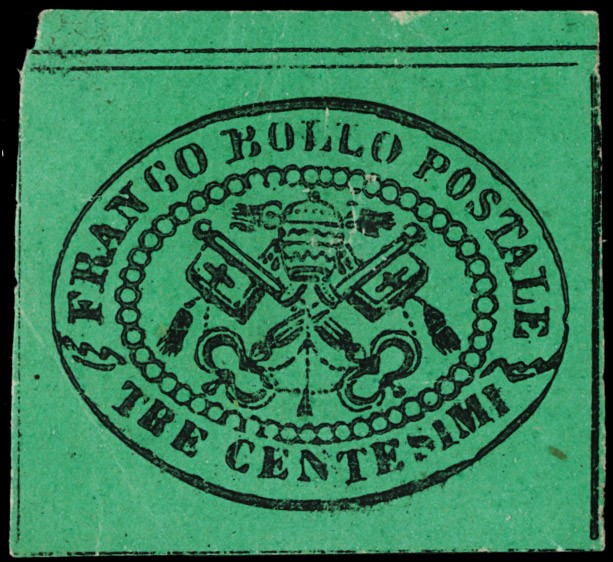 FRANCO BOLLO POSTALE
TRE CENTESIMI